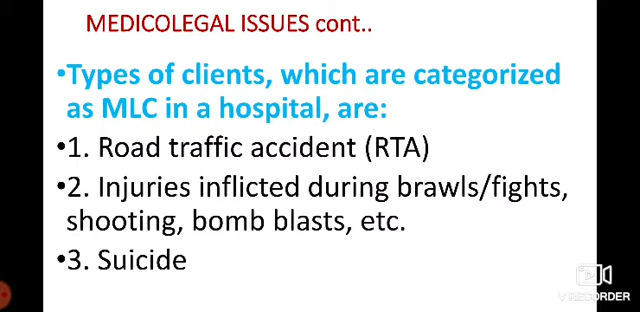 MEDICOLEGAL ISSUES cont..
•Types of clients, which are categorized
as MLC in a hospital, are:
•1. Road traffic accident (RTA)
•2. Injuries inflicted during brawls/fights,
shooting, bomb blasts, etc.
•3. Suicide
V RECORDER